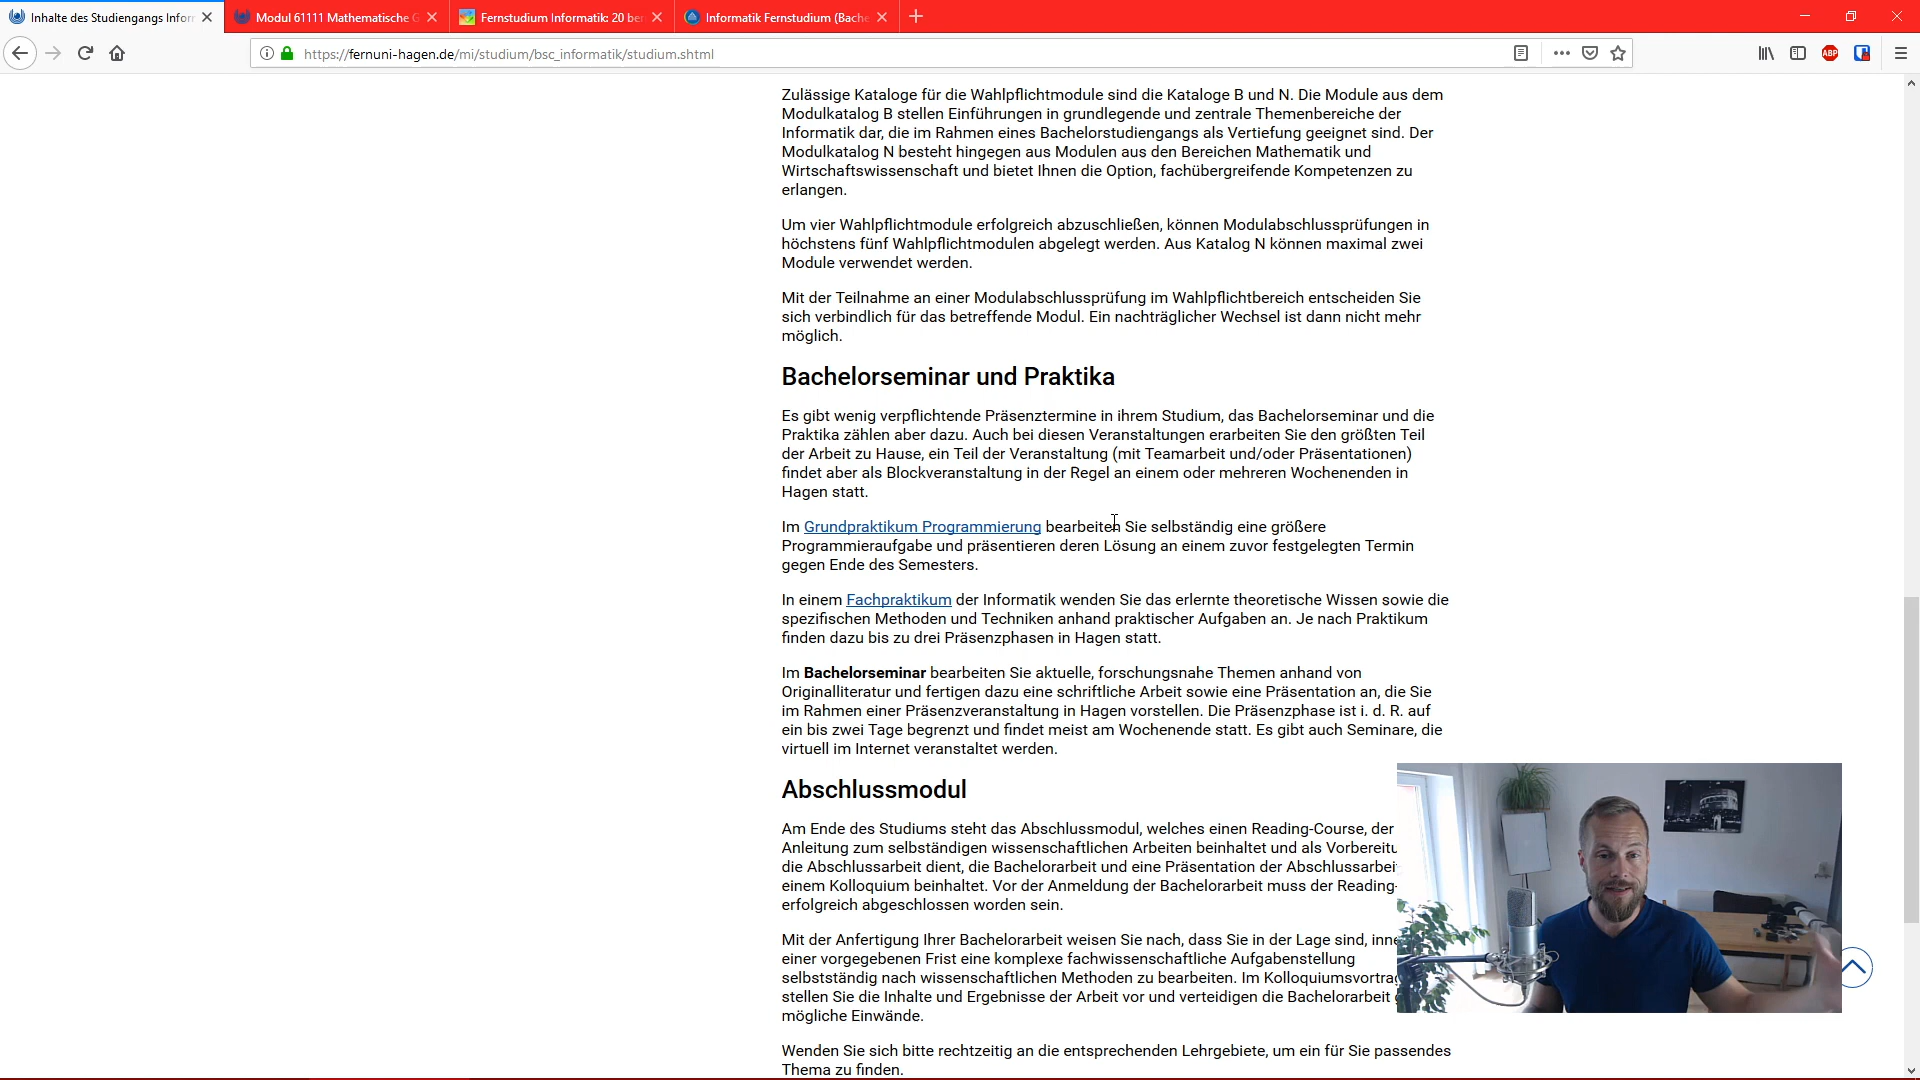 Inhalte des Studiengangs Infor
Modul 61111 Mathematische G
Fernstudium Informatik: 20 be
Informatik Fernstudium (Bache
https://fernuni-hagen.de/mi/studium/bsc_informatik/studium.shtml
ABP
Zulässige Kataloge für die Wahlpflichtmodule sind die Kataloge B und N. Die Module aus dem
Modulkatalog B stellen Einführungen in grundlegende und zentrale Themenbereiche der
Informatik dar, die im Rahmen eines Bachelorstudiengangs als Vertiefung geeignet sind. Der
Modulkatalog N besteht hingegen aus Modulen aus den Bereichen Mathematik und
Wirtschaftswissenschaft und bietet Ihnen die Option, fachübergreifende Kompetenzen zu
erlangen.
Um vier Wahlpflichtmodule erfolgreich abzuschließen, können Modulabschlussprüfungen in
höchstens fünf Wahlpflichtmodulen abgelegt werden. Aus Katalog N können maximal zwei
Module verwendet werden.
Mit der Teilnahme an einer Modulabschlussprüfung im Wahlpflichtbereich entscheiden Sie
sich verbindlich für das betreffende Modul. Ein nachträglicher Wechsel ist dann nicht mehr
möglich.
Bachelorseminar und Praktika
Es gibt wenig verpflichtende Präsenztermine in ihrem Studium, das Bachelorseminar und die
Praktika zählen aber dazu. Auch bei diesen Veranstaltungen erarbeiten Sie den größten Teil
der Arbeit zu Hause, ein Teil der Veranstaltung (mit Teamarbeit und/oder Präsentationen)
findet aber als Blockveranstaltung in der Regel an einem oder mehreren Wochenenden in
Hagen statt.
Im Grundpraktikum Programmierung bearbeiten Sie selbständig eine größere
Programmieraufgabe und präsentieren deren Lösung an einem zuvor festgelegten Termin
gegen Ende des Semesters.
In einem Fachpraktikum der Informatik wenden Sie das erlernte theoretische Wissen sowie die
spezifischen Methoden und Techniken anhand praktischer Aufgaben an. Je nach Praktikum
finden dazu bis zu drei Präsenzphasen in Hagen statt.
Im Bachelorseminar bearbeiten Sie aktuelle, forschungsnahe Themen anhand von
Originalliteratur und fertigen dazu eine schriftliche Arbeit sowie eine Präsentation an, die Sie
im Rahmen einer Präsenzveranstaltung in Hagen vorstellen. Die Präsenzphase ist i. d. R. auf
ein bis zwei Tage begrenzt und findet meist am Wochenende statt. Es gibt auch Seminare, die
virtuell im Internet veranstaltet werden.
Abschlussmodul
Am Ende des Studiums steht das Abschlussmodul, welches einen Reading-Course, der
Anleitung zum selbständigen wissenschaftlichen Arbeiten beinhaltet und als Vorbereitu
die Abschlussarbeit dient, die Bachelorarbeit und eine Präsentation der Abschlussarbei
einem Kolloquium beinhaltet. Vor der Anmeldung der Bachelorarbeit muss der Reading-
erfolgreich abgeschlossen worden sein.
Mit der Anfertigung Ihrer Bachelorarbeit weisen Sie nach, dass Sie in der Lage sind, inne
einer vorgegebenen Frist eine komplexe fachwissenschaftliche Aufgabenstellung
selbstständig nach wissenschaftlichen Methoden zu bearbeiten. Im Kolloquiumsvortrag
stellen Sie die Inhalte und Ergebnisse der Arbeit vor und verteidigen die Bachelorarbeit g
mögliche Einwände.
Wenden Sie sich bitte rechtzeitig an die entsprechenden Lehrgebiete, um ein für Sie passendes
Thema zu finden.